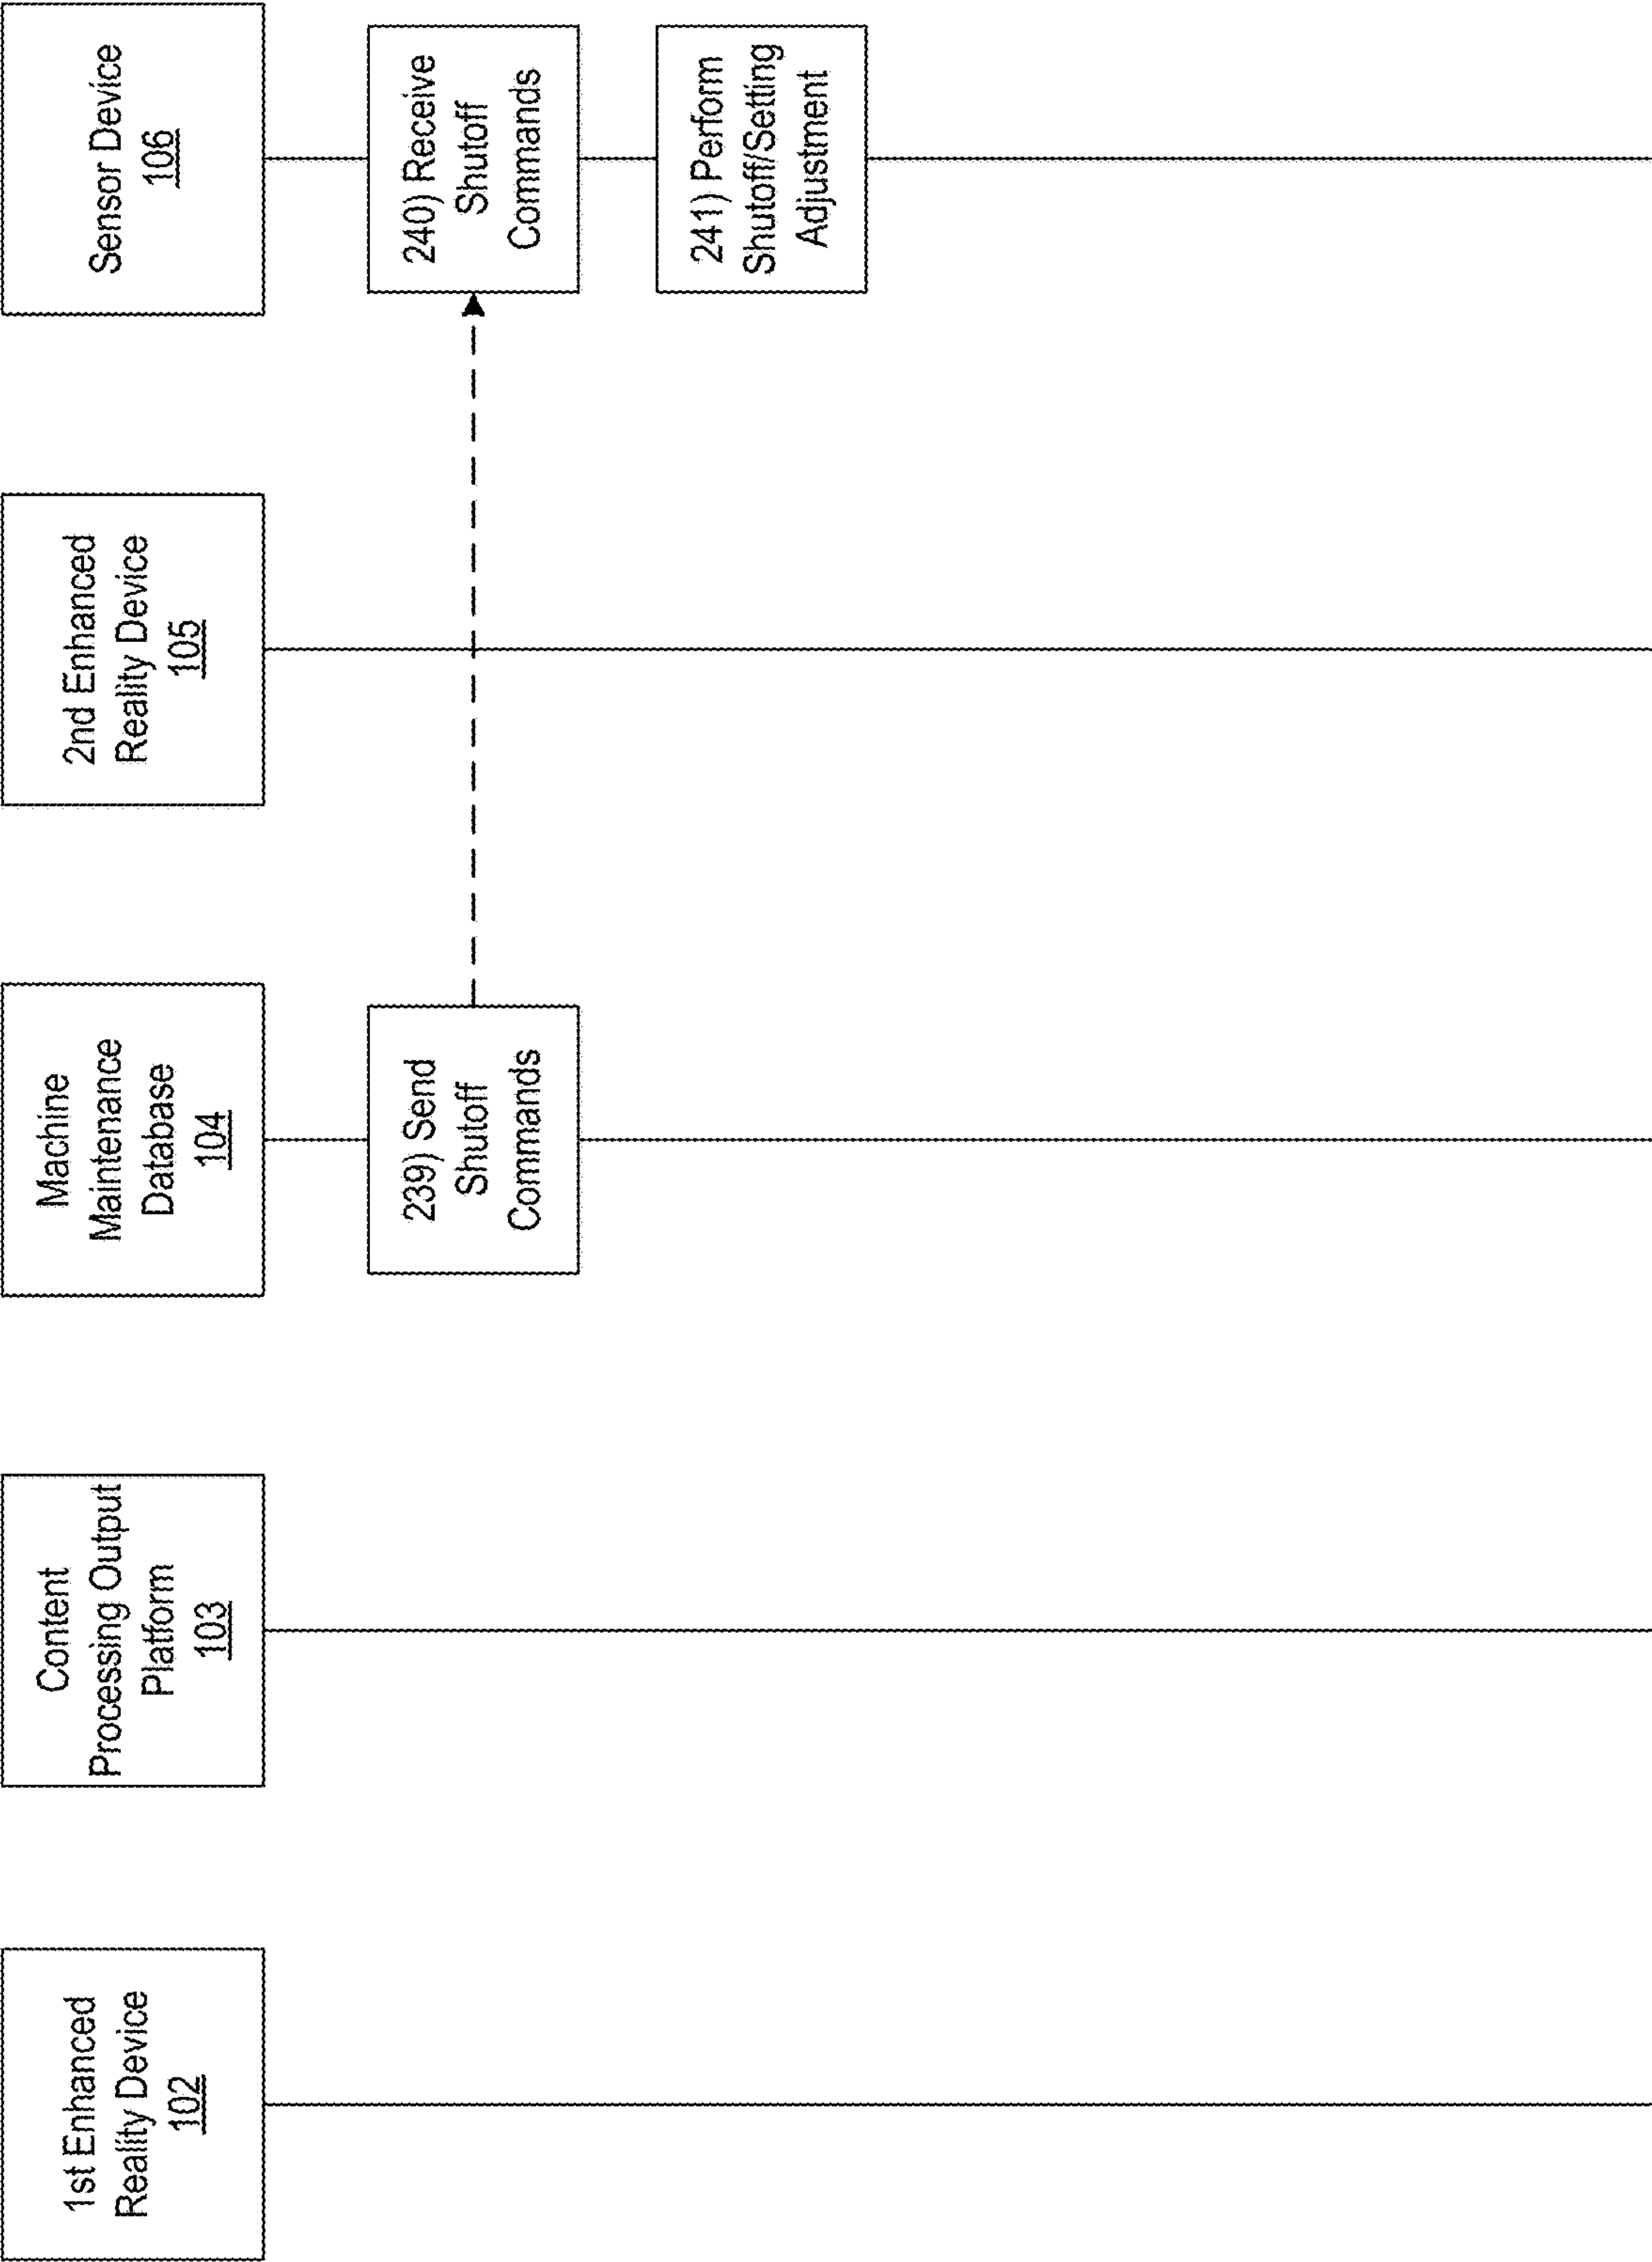 1st Enhanced
Reality Device
102
Content
Processing Output
Platform
103
Machine
Maintenance
Database
104
2nd Enhanced
Reality Device
105
Sensor Device
106
239) Send
Shutoff
Commands
240) Receive
Shutoff
Commands
241) Perform
Shutoff/Setting
Adjustment